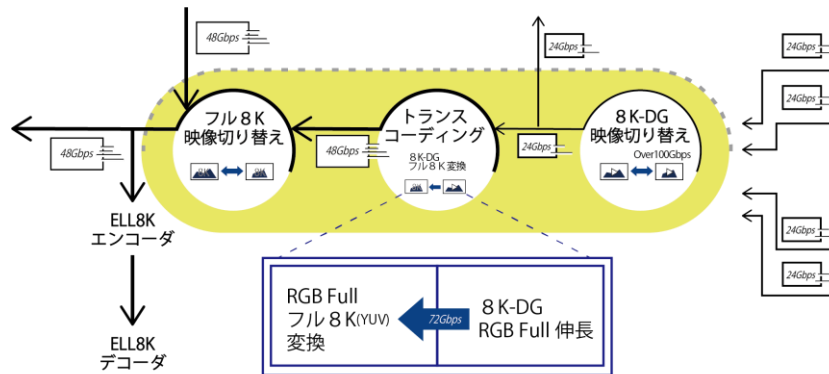 48Gbps
24Gbps
24Gbps
24Gbps
フル８K
映像切り替え
トランス
コーディング
８K-DG
フル８K 変換
８K-DG
映像切り替え
Over100Gbps
48Gbps
48Gbps
24Gbps
ELL8K
エンコーダ
24Gbps
24Gbps
RGB Full
フル８K(YUV)
変換
72Gbps
８K-DG
RGB Full 伸長
ELL8K
デコーダ